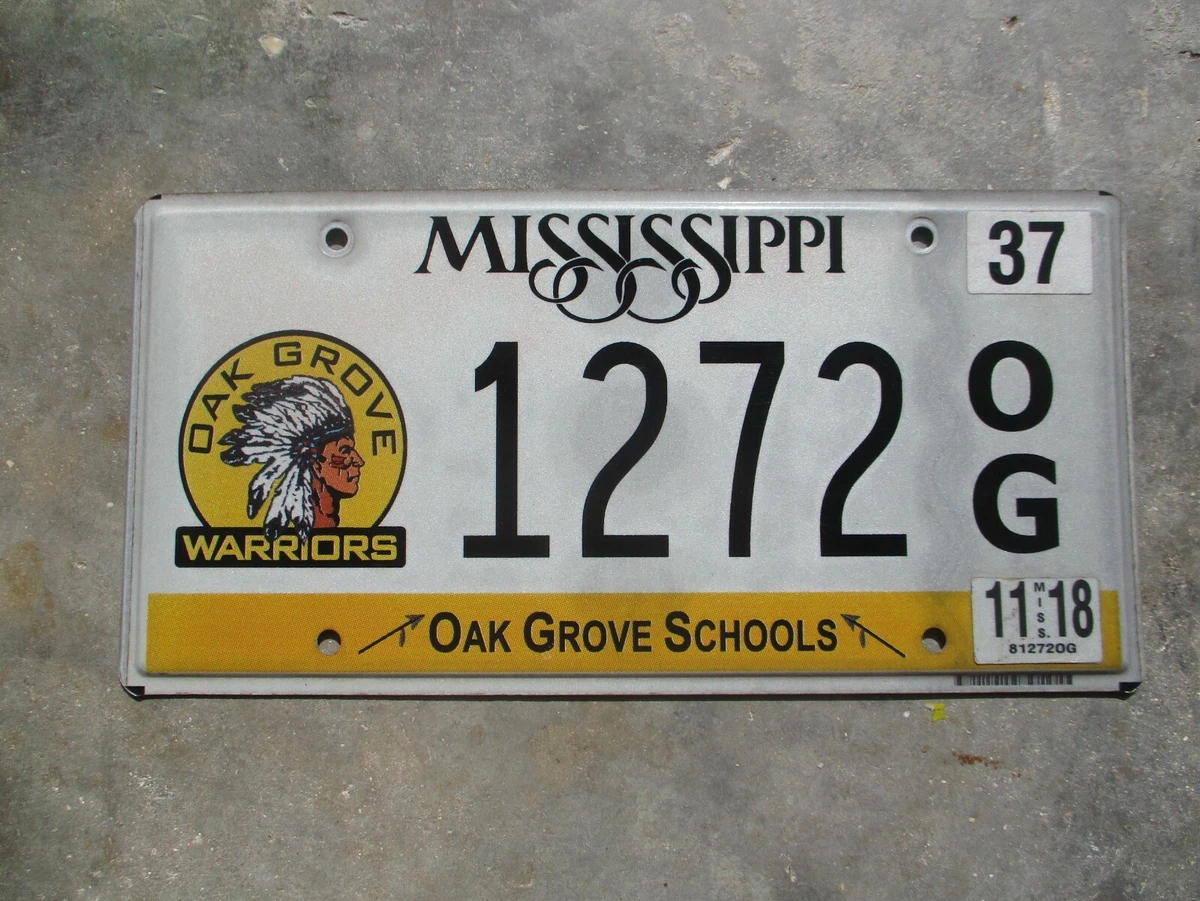 MISSISSIPPI
37
OAK GROVE
WARRIORS
1272
O
G
OAK GROVE SCHOOLS
11 MISS. 18
812720G